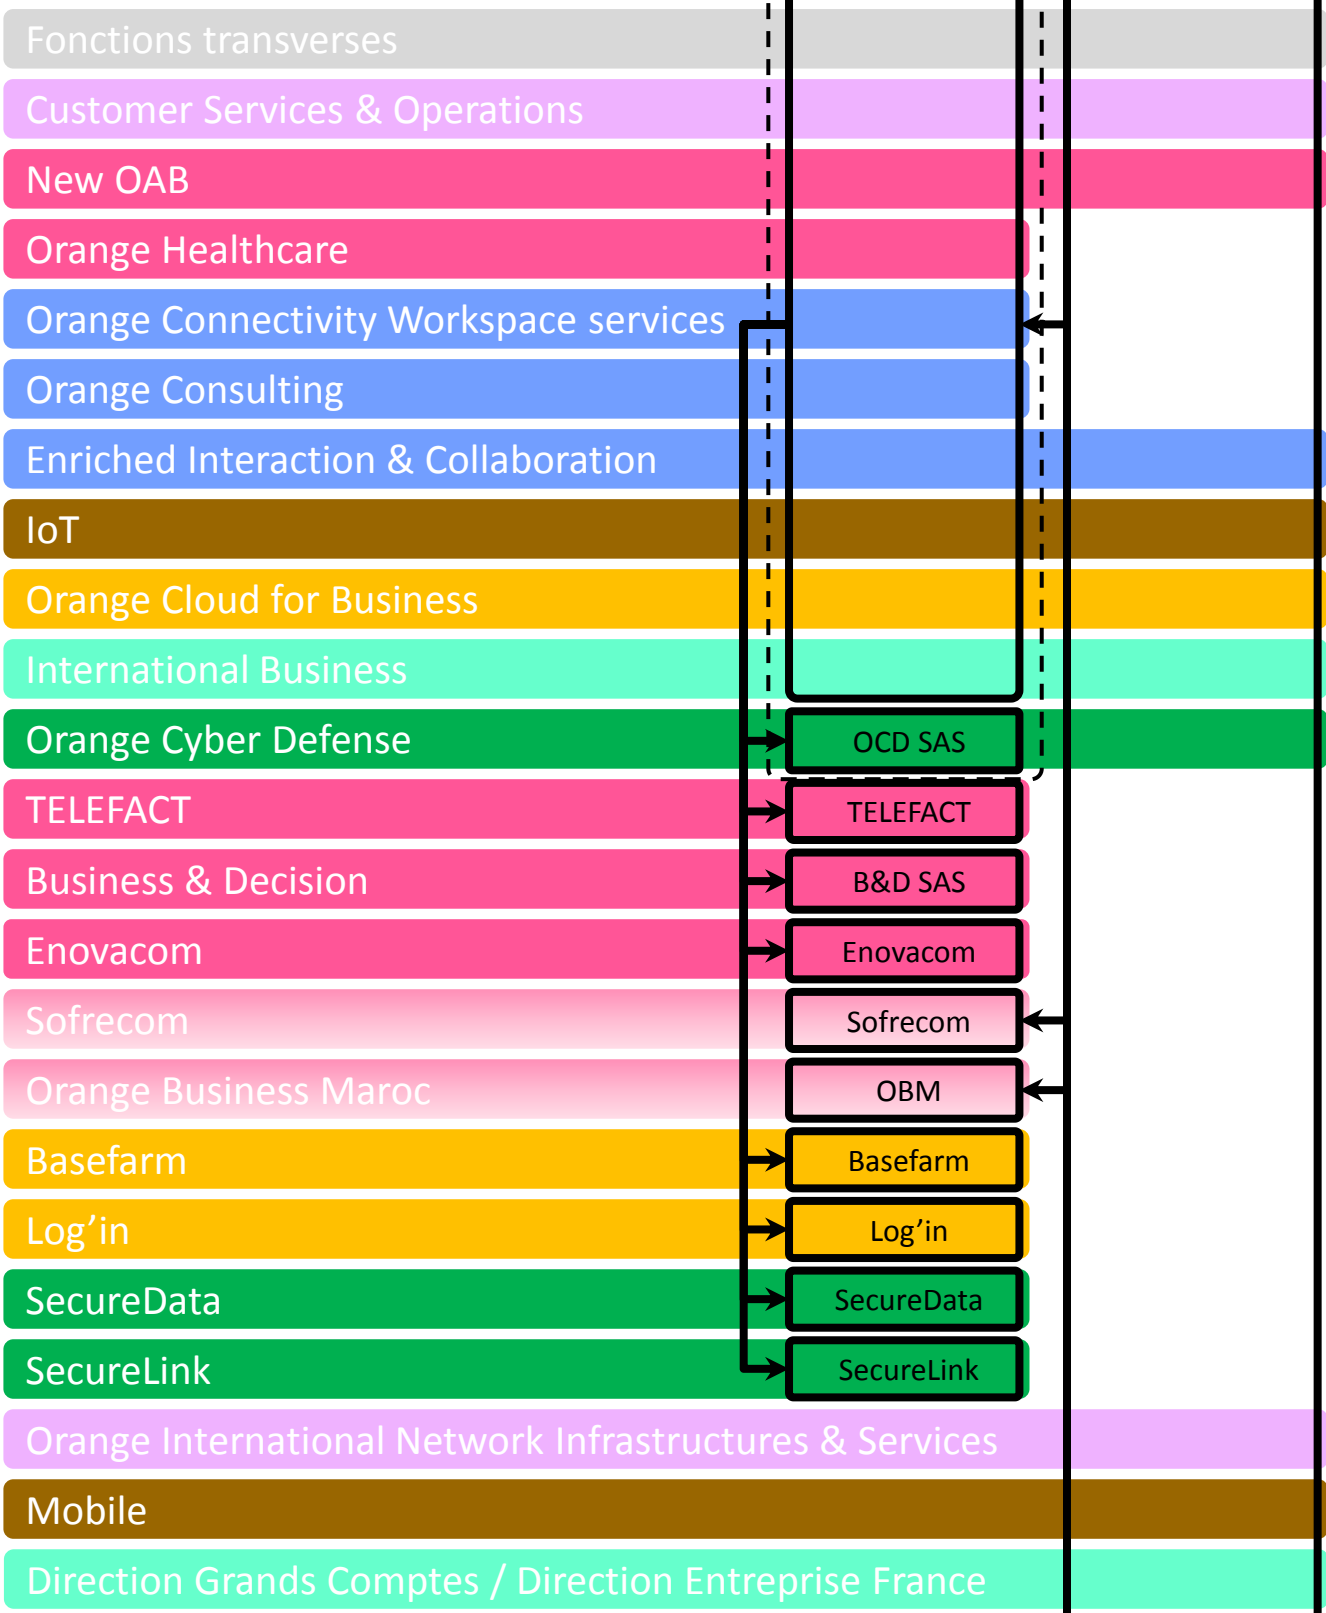 Fonctions transverses
Customer Services & Operations
New OAB
Orange Healthcare
Orange Connectivity Workspace services
Orange Consulting
Enriched Interaction & Collaboration
IoT
Orange Cloud for Business
International Business
Orange Cyber Defense OCD SAS
TELEFACT TELEFACT
Business & Decision B&D SAS
Enovacom Enovacom
Sofrecom Sofrecom
Orange Business Maroc OBM
Basefarm Basefarm
Log’in Log’in
SecureData SecureData
SecureLink SecureLink
Orange International Network Infrastructures & Services
Mobile
Direction Grands Comptes / Direction Entreprise France